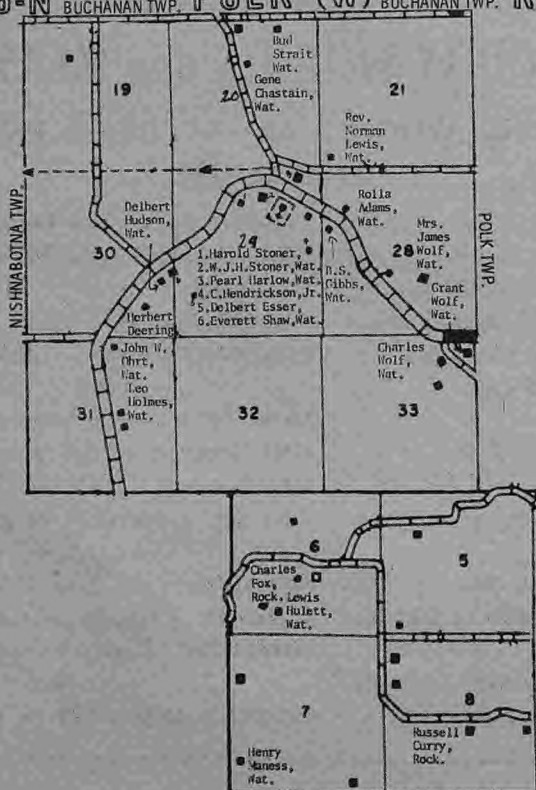 BUCHANAN TWP. POLK (W) BUCHANAN TWP.
19
20
21
Bud
Strait
Wat.
Gene
Chastain,
Wat.
Rev.
Norman
Lewis,
Wat.
NISHNABOTNA TWP.
Delbert
Hudson,
Wat.
Rolla
Adams,
Wat.
Mrs.
James
Wolf,
Wat.
POLK TWP.
30
29
28
1.Harold Stoner,
2.W.J.H.Stoner,Wat.
3.Pearl Harlow,Wat.
4.C.Hendrickson,Jr.
5.Delbert Esser,
6.Everett Shaw,Wat.
Gibbs,
Wat.
Grant
Wolf,
Wat.
Herbert
Deering
John W.
Ohrt,
Wat.
Leo
Holmes,
Wat.
Charles
Wolf,
Wat.
31
32
33
6
5
Charles
Fox,
Rock.
Lewis
Hulett,
Wat.
7
8
Russell
Curry,
Rock.
Henry
Maness,
Wat.